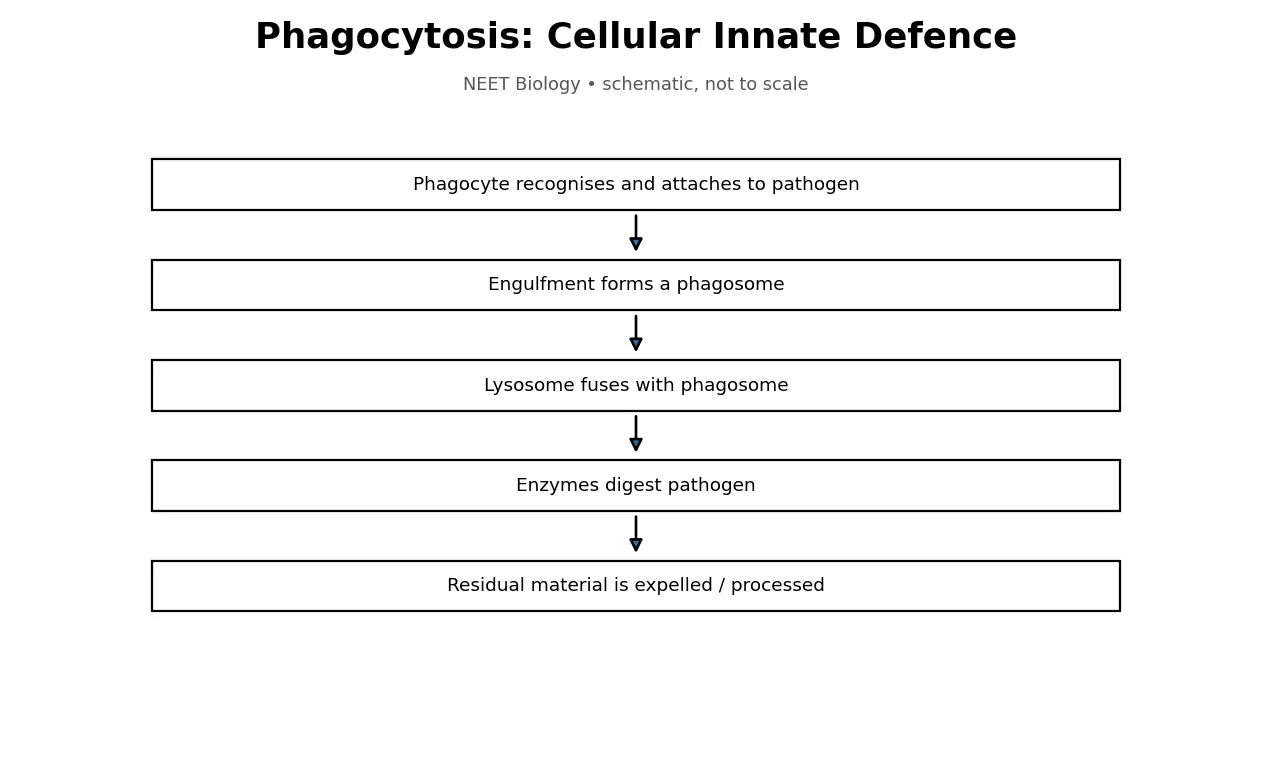 Phagocytosis: Cellular Innate Defence
NEET Biology • schematic, not to scale
Phagocyte recognises and attaches to pathogen
Engulfment forms a phagosome
Lysosome fuses with phagosome
Enzymes digest pathogen
Residual material is expelled / processed